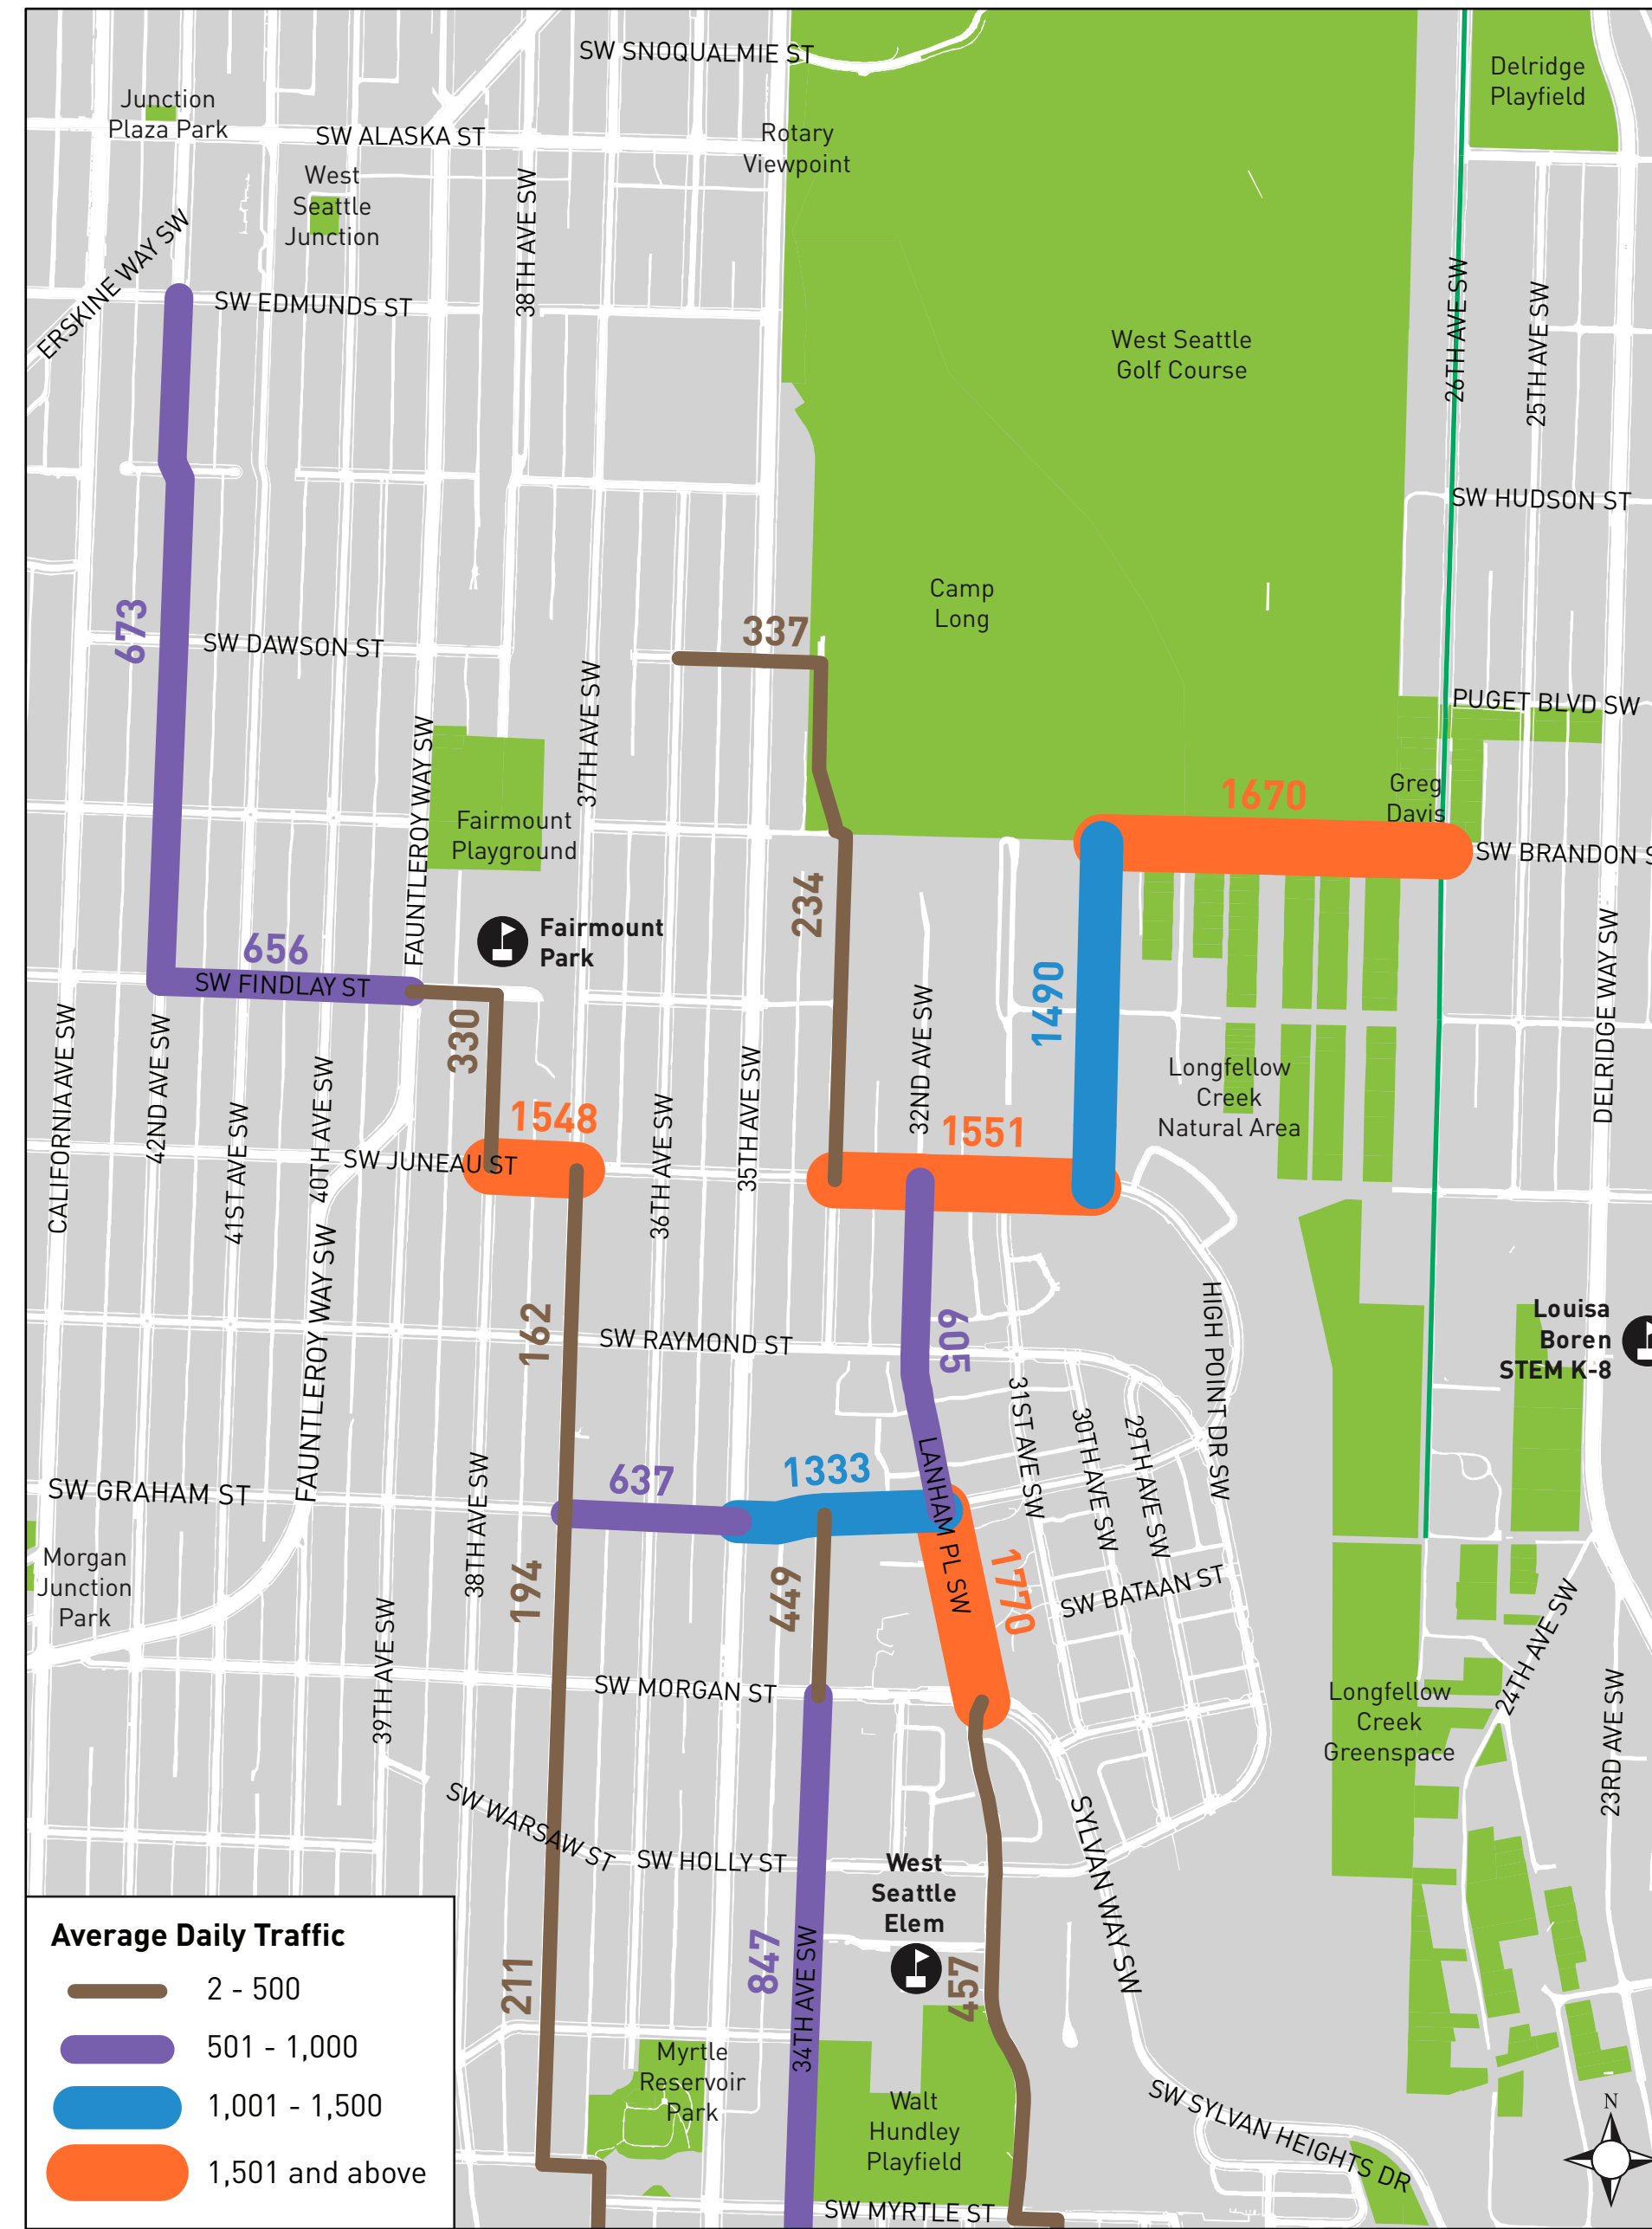 SW SNOQUALMIE ST
Delridge
Playfield
Junction
Plaza Park
SW ALASKA ST
Rotary
Viewpoint
West
Seattle
Junction
38TH AVE SW
ERSKINE WAY SW
SW EDMUNDS ST
West Seattle
Golf Course
26TH AVE SW
25TH AVE SW
SW HUDSON ST
Camp
Long
673
337
SW DAWSON ST
37TH AVE SW
PUGET BLVD SW
FAUNTLEROY WAY SW
Greg
Davis
1670
Fairmount
Playground
SW BRANDON S
234
Fairmount
Park
656
SW FINDLAY ST
DELRIDGE WAY SW
1490
330
32ND AVE SW
CALIFORNIA AVE SW
42ND AVE SW
41ST AVE SW
40TH AVE SW
36TH AVE SW
35TH AVE SW
Longfellow
Creek
Natural Area
1548
1551
SW JUNEAU ST
FAUNTLEROY WAY SW
162
SW RAYMOND ST
605
HIGH POINT DR SW
Louisa
Boren
STEM K-8
31ST AVE SW
30TH AVE SW
29TH AVE SW
LANHAM PL SW
SW GRAHAM ST
38TH AVE SW
637
1333
Morgan
Junction
Park
194
449
1770
SW BATAAN ST
24TH AVE SW
39TH AVE SW
SW MORGAN ST
Longfellow
Creek
Greenspace
23RD AVE SW
SW WARSAW ST
SW HOLLY ST
SYLVAN WAY SW
West
Seattle
Elem
211
847
34TH AVE SW
457
Myrtle
Reservoir
Park
Walt
Hundley
Playfield
SW SYLVAN HEIGHTS DR
SW MYRTLE ST
N
Average Daily Traffic
2 - 500
501 - 1,000
1,001 - 1,500
1,501 and above